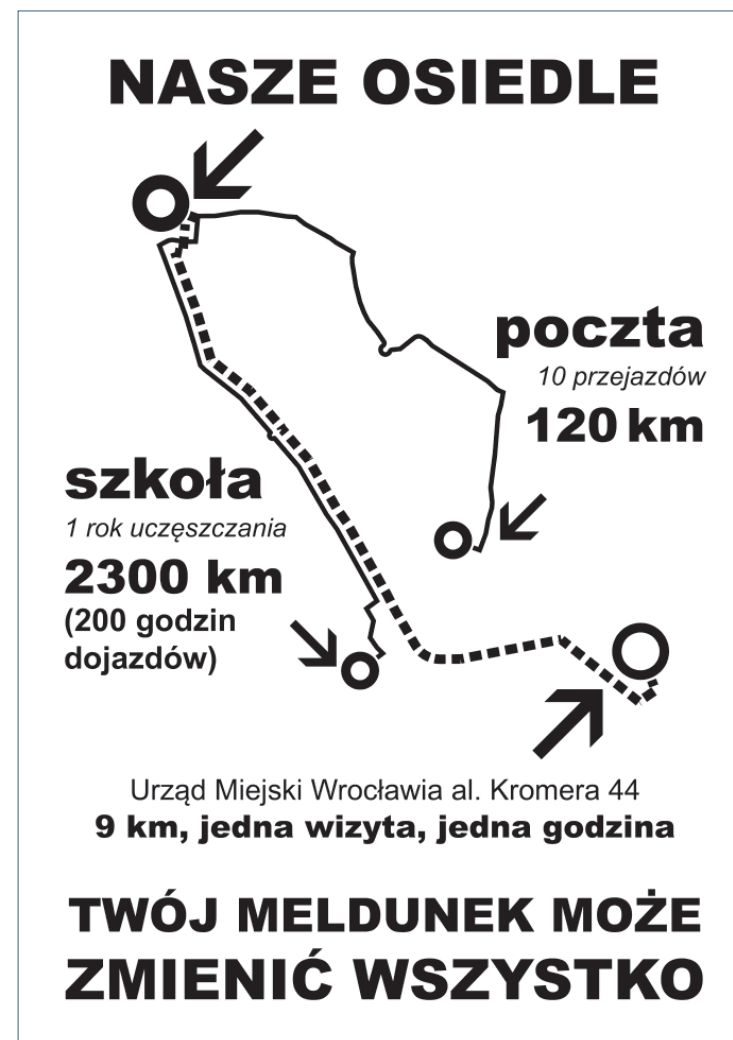 NASZE OSIEDLE
poczta
10 przejazdów
120 km
szkoła
1 rok uczęszczania
2300 km
(200 godzin
dojazdów)
Urząd Miejski Wrocławia al. Kromera 44
9 km, jedna wizyta, jedna godzina
TWÓJ MELDUNEK MOŻE
ZMIENIĆ WSZYSTKO